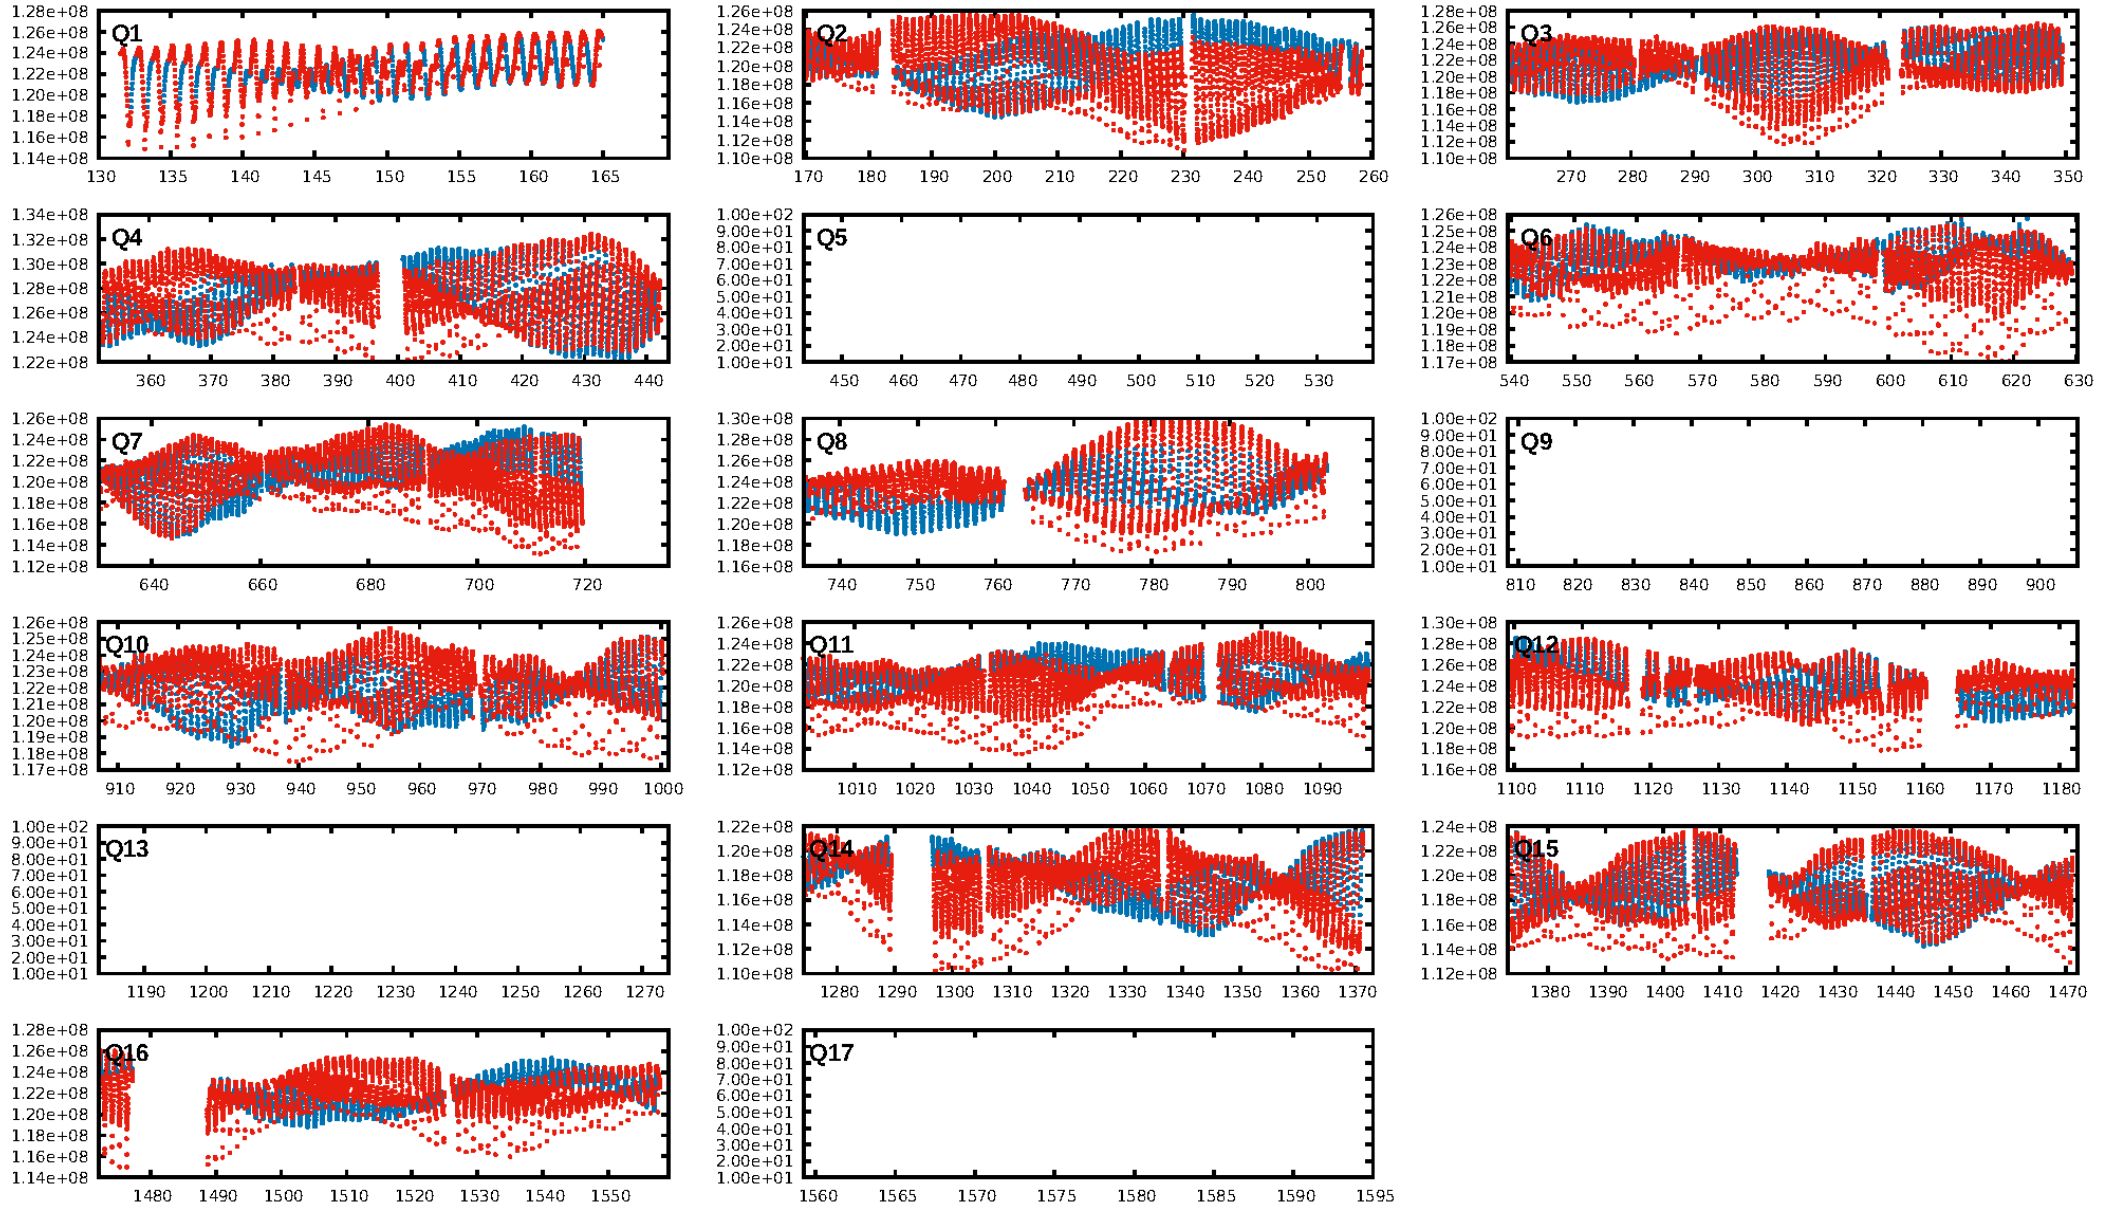 1.28e+08
1.26e+08
1.24e+08
1.22e+08
1.20e+08
1.18e+08
1.16e+08
1.14e+08
Q1
130 135 140 145 150 155 160 165
1.26e+08
1.24e+08
1.22e+08
1.20e+08
1.18e+08
1.16e+08
1.14e+08
1.12e+08
1.10e+08
Q2
170 180 190 200 210 220 230 240 250 260
1.28e+08
1.26e+08
1.24e+08
1.22e+08
1.20e+08
1.18e+08
1.16e+08
1.14e+08
1.12e+08
1.10e+08
Q3
270 280 290 300 310 320 330 340 350
1.34e+08
1.32e+08
1.30e+08
1.28e+08
1.26e+08
1.24e+08
1.22e+08
Q4
360 370 380 390 400 410 420 430 440
1.00e+02
9.00e+01
8.00e+01
7.00e+01
6.00e+01
5.00e+01
4.00e+01
3.00e+01
2.00e+01
1.00e+01
Q5
450 460 470 480 490 500 510 520 530
1.26e+08
1.25e+08
1.24e+08
1.23e+08
1.22e+08
1.21e+08
1.20e+08
1.19e+08
1.18e+08
1.17e+08
Q6
540 550 560 570 580 590 600 610 620 630
1.26e+08
1.24e+08
1.22e+08
1.20e+08
1.18e+08
1.16e+08
1.14e+08
1.12e+08
Q7
640 660 680 700 720
1.30e+08
1.28e+08
1.26e+08
1.24e+08
1.22e+08
1.20e+08
1.18e+08
1.16e+08
Q8
740 750 760 770 780 790 800
1.00e+02
9.00e+01
8.00e+01
7.00e+01
6.00e+01
5.00e+01
4.00e+01
3.00e+01
2.00e+01
1.00e+01
Q9
810 820 830 840 850 860 870 880 890 900
1.26e+08
1.25e+08
1.24e+08
1.23e+08
1.22e+08
1.21e+08
1.20e+08
1.19e+08
1.18e+08
1.17e+08
Q10
910 920 930 940 950 960 970 980 990 1000
1.26e+08
1.24e+08
1.22e+08
1.20e+08
1.18e+08
1.16e+08
1.14e+08
1.12e+08
Q11
1010 1020 1030 1040 1050 1060 1070 1080 1090
1.30e+08
1.28e+08
1.26e+08
1.24e+08
1.22e+08
1.20e+08
1.18e+08
1.16e+08
Q12
1100 1110 1120 1130 1140 1150 1160 1170 1180
1.00e+02
9.00e+01
8.00e+01
7.00e+01
6.00e+01
5.00e+01
4.00e+01
3.00e+01
2.00e+01
1.00e+01
Q13
1190 1200 1210 1220 1230 1240 1250 1260 1270
1.22e+08
1.20e+08
1.18e+08
1.16e+08
1.14e+08
1.12e+08
1.10e+08
Q14
1280 1290 1300 1310 1320 1330 1340 1350 1360 1370
1.24e+08
1.22e+08
1.20e+08
1.18e+08
1.16e+08
1.14e+08
1.12e+08
Q15
1380 1390 1400 1410 1420 1430 1440 1450 1460 1470
1.28e+08
1.26e+08
1.24e+08
1.22e+08
1.20e+08
1.18e+08
1.16e+08
1.14e+08
Q16
1480 1490 1500 1510 1520 1530 1540 1550
1.00e+02
9.00e+01
8.00e+01
7.00e+01
6.00e+01
5.00e+01
4.00e+01
3.00e+01
2.00e+01
1.00e+01
Q17
1560 1565 1570 1575 1580 1585 1590 1595